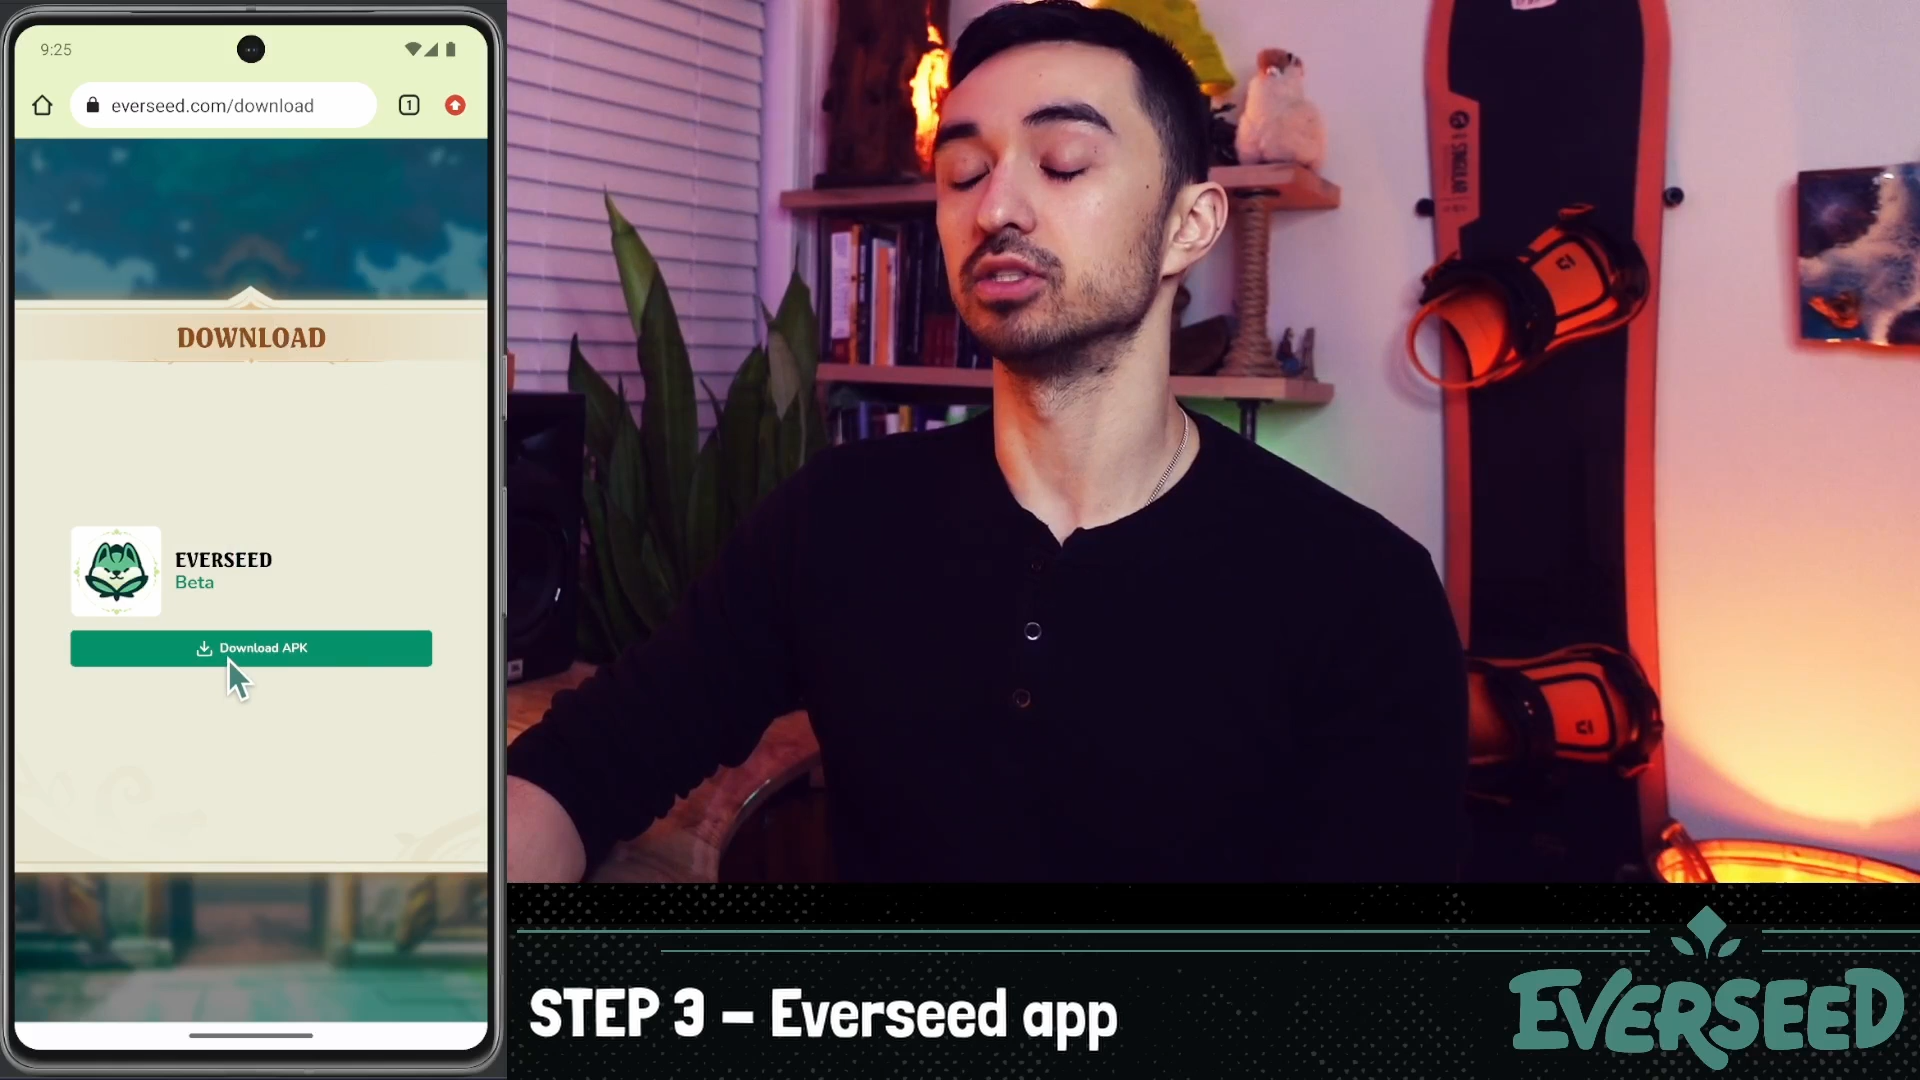 9:25
everseed.com/download
1
DOWNLOAD
EVERSEED
Beta
Download APK
STEP 3 – Everseed app
EVERSEED